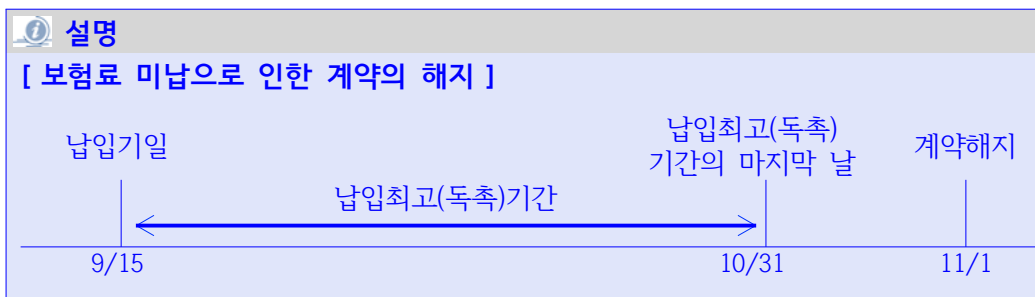 설명
[ 보험료 미납으로 인한 계약의 해지 ]
납입기일
납입최고(독촉)
기간의 마지막 날
계약해지
납입최고(독촉)기간
9/15
10/31
11/1